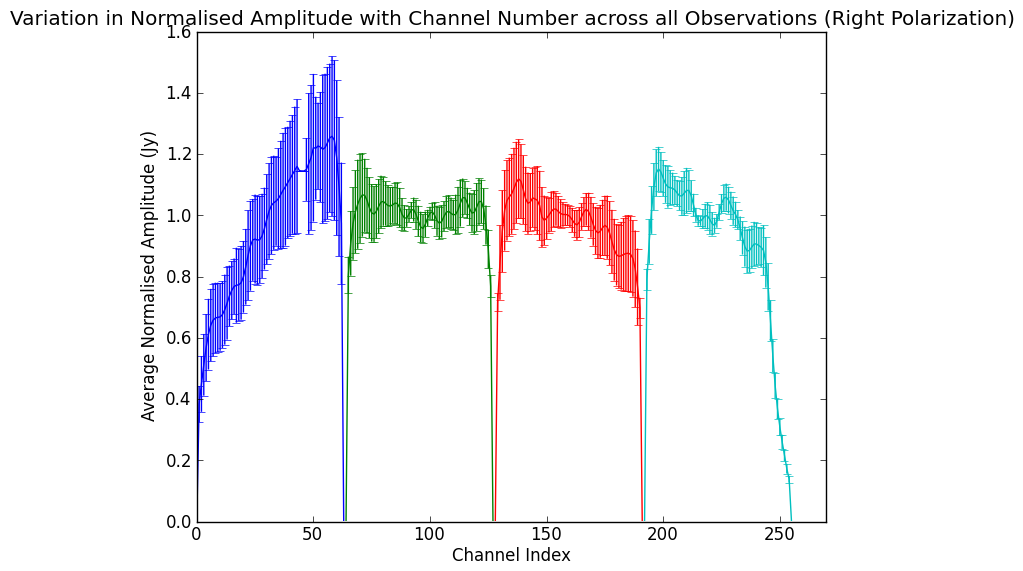 Variation in Normalised Amplitude with Channel Number across all Observations (Right Polarization)
1.6
1.4
1.2
1.0
0.8
0.6
0.4
0.2
0.0
Average Normalised Amplitude (Jy)
0 50 100 150 200 250
Channel Index